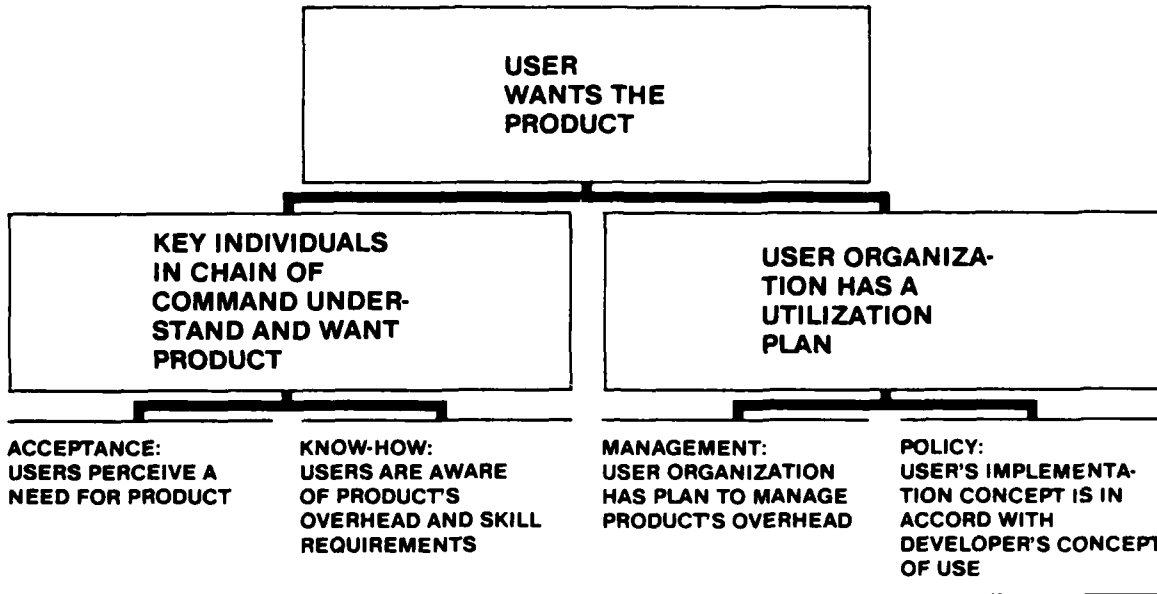 USER
WANTS THE
PRODUCT
KEY INDIVIDUALS
IN CHAIN OF
COMMAND UNDER-
STAND AND WANT
PRODUCT
USER ORGANIZA-
TION HAS A
UTILIZATION
PLAN
ACCEPTANCE:
USERS PERCEIVE A
NEED FOR PRODUCT
KNOW-HOW:
USERS ARE AWARE
OF PRODUCT'S
OVERHEAD AND SKILL
REQUIREMENTS
MANAGEMENT:
USER ORGANIZATION
HAS PLAN TO MANAGE
PRODUCT'S OVERHEAD
POLICY:
USER'S IMPLEMENTA-
TION CONCEPT IS IN
ACCORD WITH
DEVELOPER'S CONCEPT
OF USE